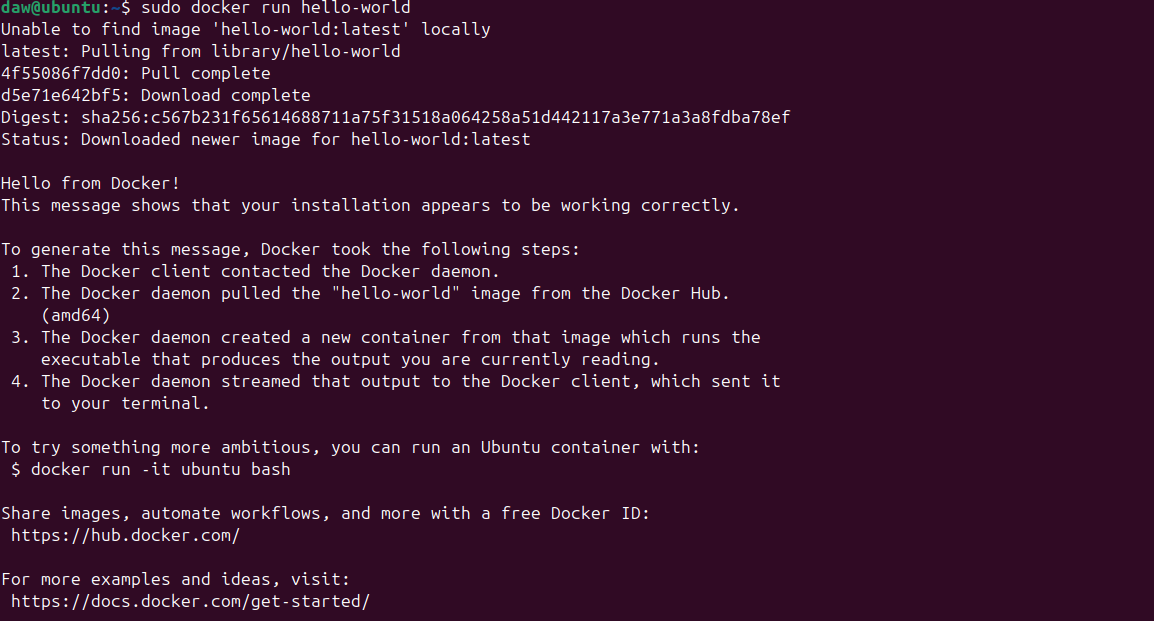 daw@ubuntu:~$ sudo docker run hello-world
Unable to find image 'hello-world:latest' locally
latest: Pulling from library/hello-world
4f55086f7dd0: Pull complete
d5e71e642bf5: Download complete
Digest: sha256:c567b231f65614688711a75f31518a064258a51d442117a3e771a3a8fdba78ef
Status: Downloaded newer image for hello-world:latest

Hello from Docker!
This message shows that your installation appears to be working correctly.

To generate this message, Docker took the following steps:
 1. The Docker client contacted the Docker daemon.
 2. The Docker daemon pulled the "hello-world" image from the Docker Hub.
    (amd64)
 3. The Docker daemon created a new container from that image which runs the
    executable that produces the output you are currently reading.
 4. The Docker daemon streamed that output to the Docker client, which sent it
    to your terminal.

To try something more ambitious, you can run an Ubuntu container with:
 $ docker run -it ubuntu bash

Share images, automate workflows, and more with a free Docker ID:
 https://hub.docker.com/

For more examples and ideas, visit:
 https://docs.docker.com/get-started/